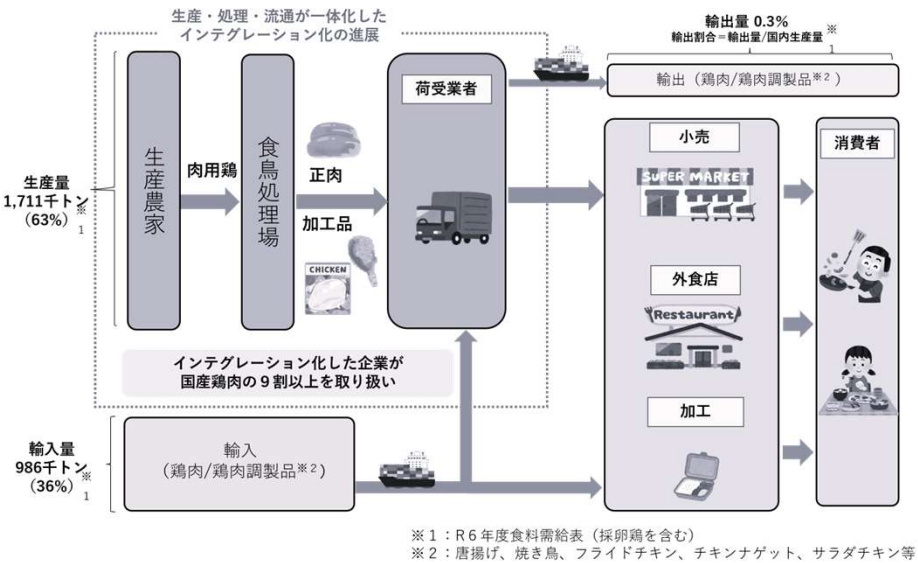 生産・処理・流通が一体化した
インテグレーション化の進展
輸出量 0.3%
輸出割合＝輸出量/国内生産量※1
輸出（鶏肉/鶏肉調製品※2）
荷受業者
小売
SUPER MARKET
消費者
生産農家
肉用鶏
食鳥処理場
正肉
加工品
CHICKEN
生産量
1,711千トン
（63%）※1
外食店
Restaurant
インテグレーション化した企業が
国産鶏肉の９割以上を取り扱い
加工
輸入量
986千トン
（36%）※1
輸入
（鶏肉/鶏肉調製品※2）
※１：R６年度食料需給表（採卵鶏を含む）
※２：唐揚げ、焼き鳥、フライドチキン、チキンナゲット、サラダチキン等